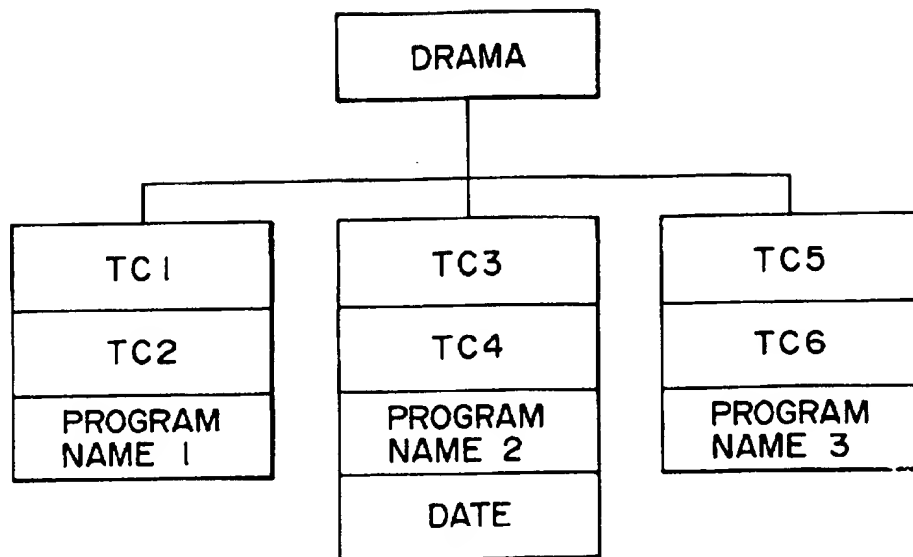 DRAMA
TC1
TC2
PROGRAM
NAME 1
TC3
TC4
PROGRAM
NAME 2
DATE
TC5
TC6
PROGRAM
NAME 3